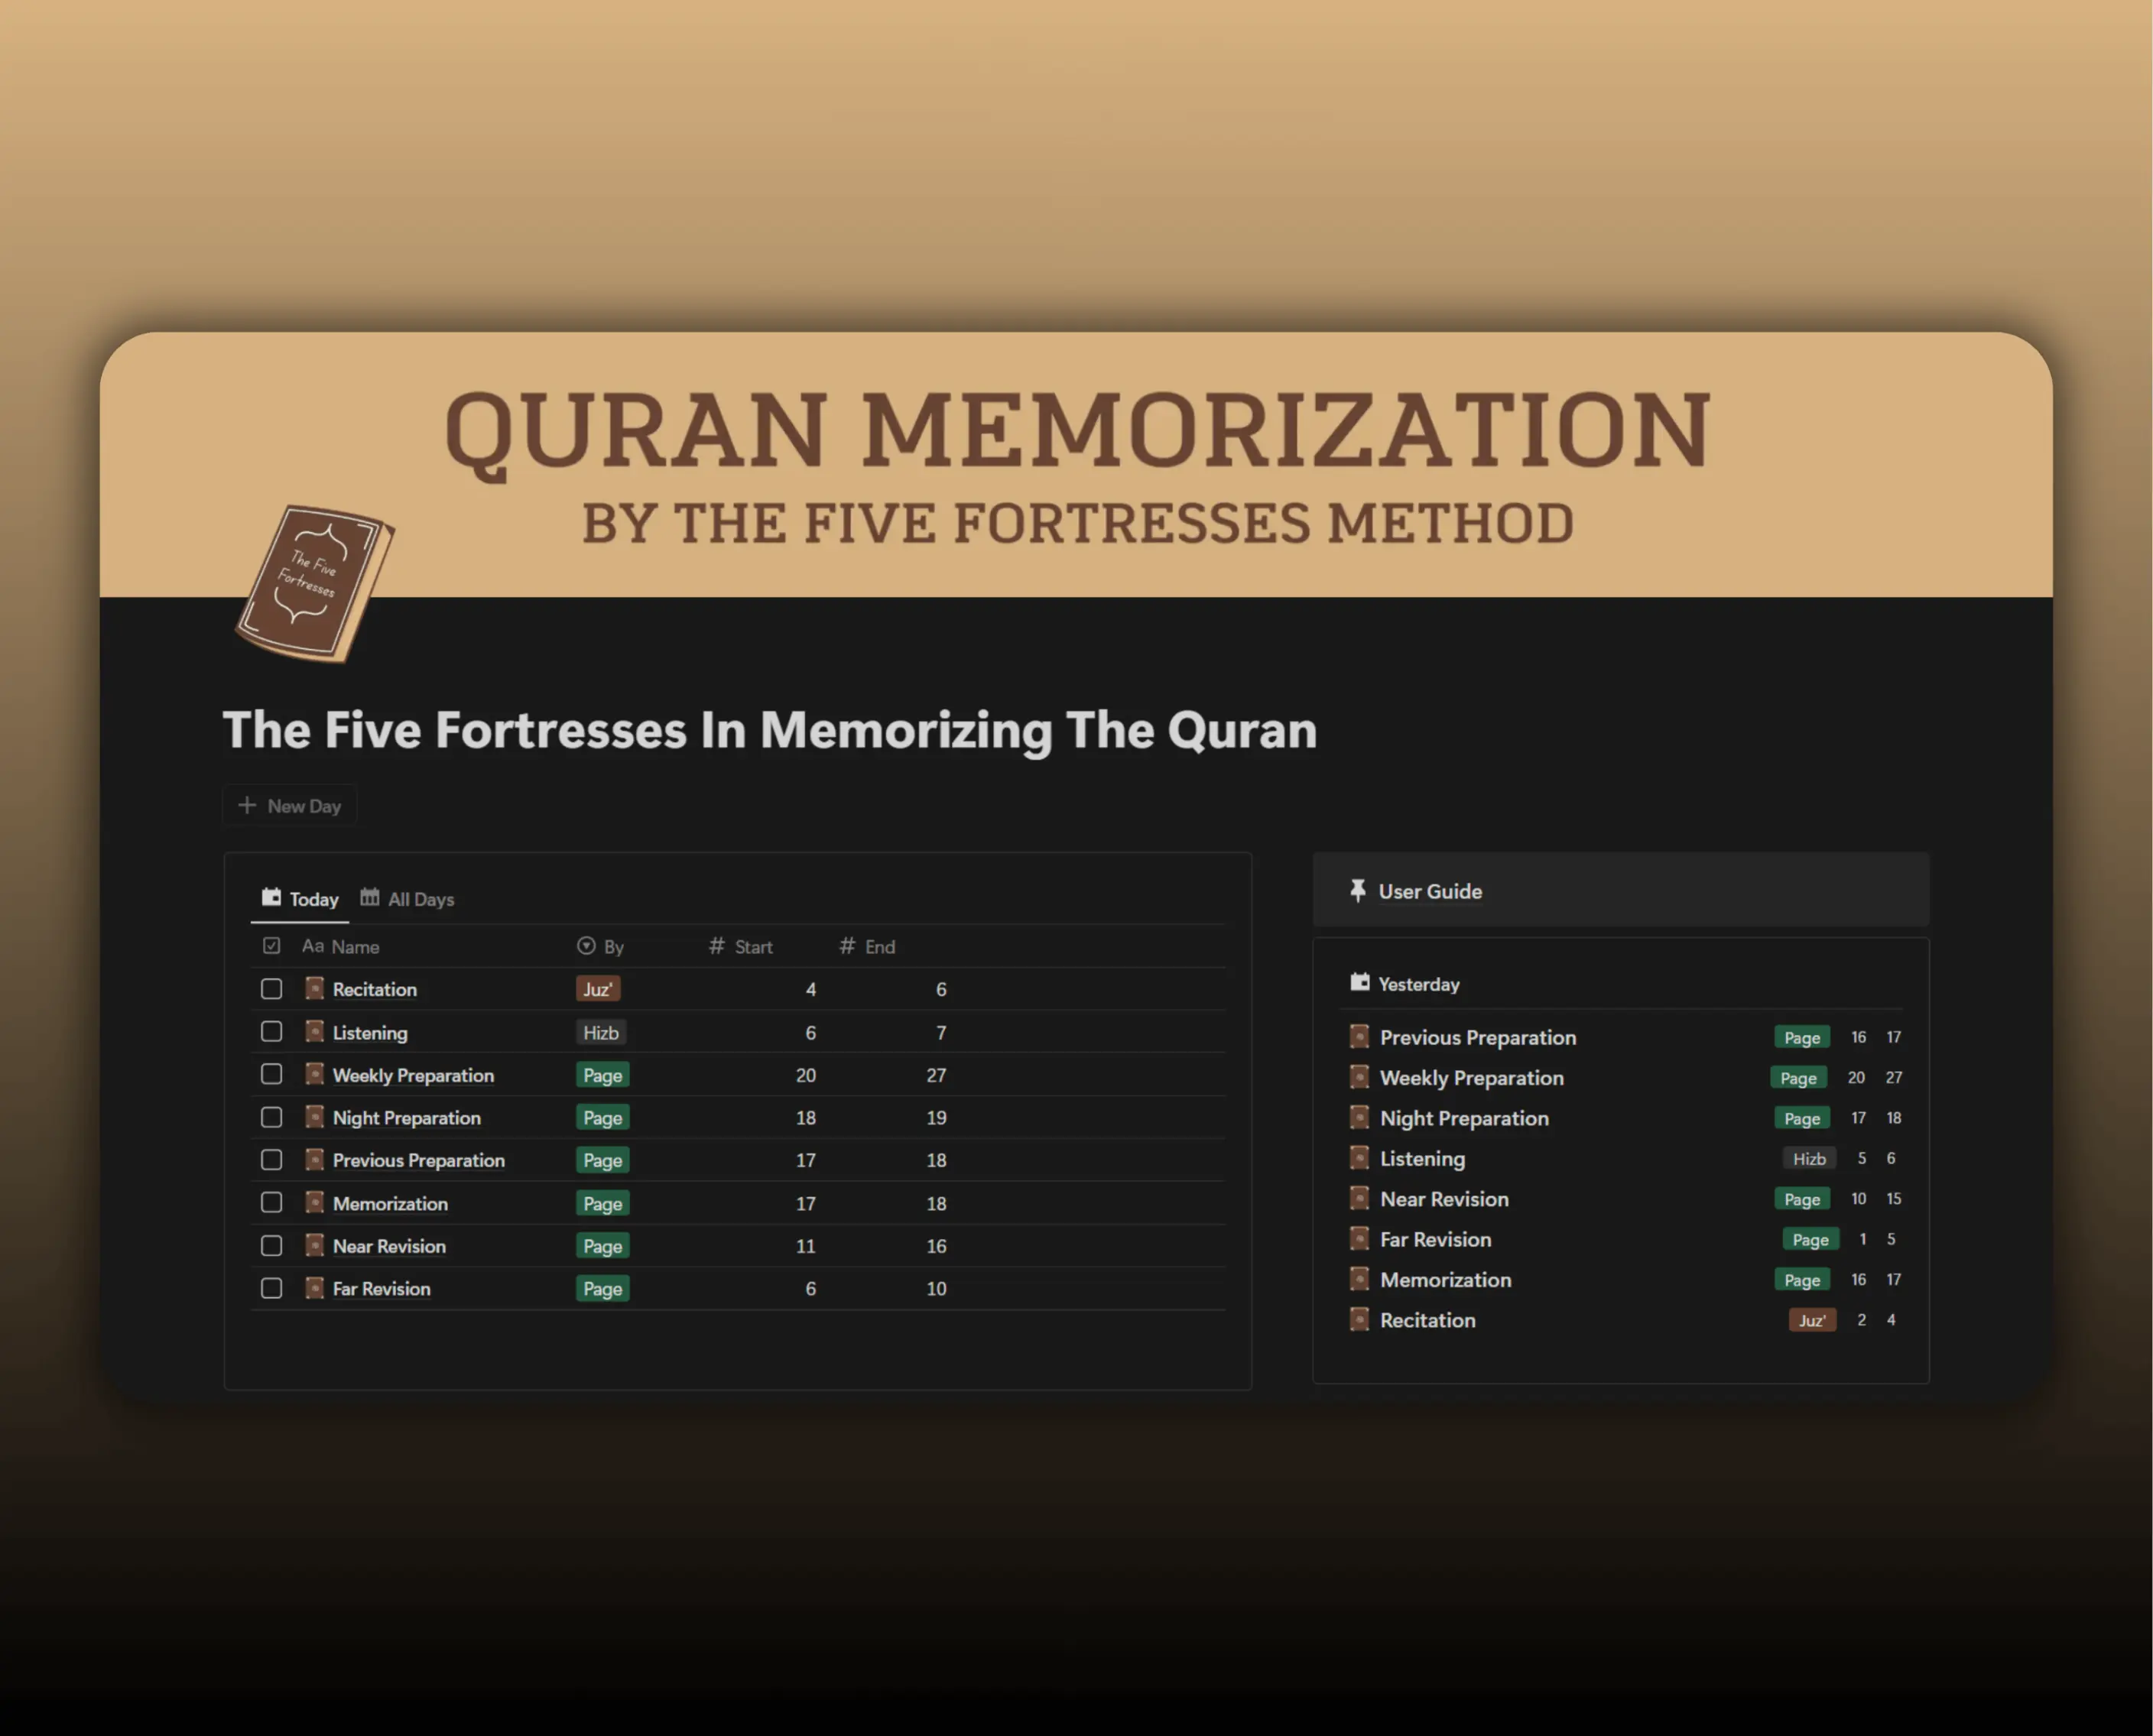 QURAN MEMORIZATION
BY THE FIVE FORTRESSES METHOD
The Five
Fortresses
The Five Fortresses In Memorizing The Quran
+ New Day
Today All Days
Aa Name By # Start # End
Recitation Juz' 4 6
Listening Hizb 6 7
Weekly Preparation Page 20 27
Night Preparation Page 18 19
Previous Preparation Page 17 18
Memorization Page 17 18
Near Revision Page 11 16
Far Revision Page 6 10
User Guide
Yesterday
Previous Preparation Page 16 17
Weekly Preparation Page 20 27
Night Preparation Page 17 18
Listening Hizb 5 6
Near Revision Page 10 15
Far Revision Page 1 5
Memorization Page 16 17
Recitation Juz' 2 4